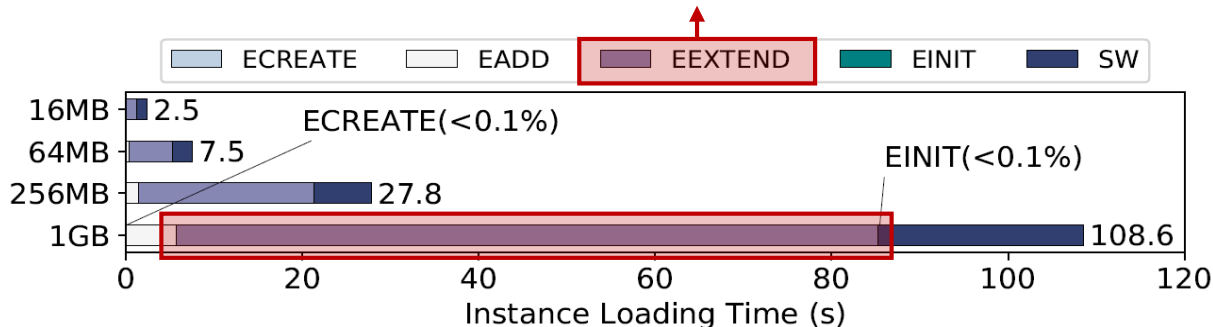 ECREATE EADD EEXTEND EINIT SW
16MB 2.5
ECREATE(<0.1%)
64MB 7.5
EINIT(<0.1%)
256MB 27.8
1GB 108.6
0 20 40 60 80 100 120
Instance Loading Time (s)